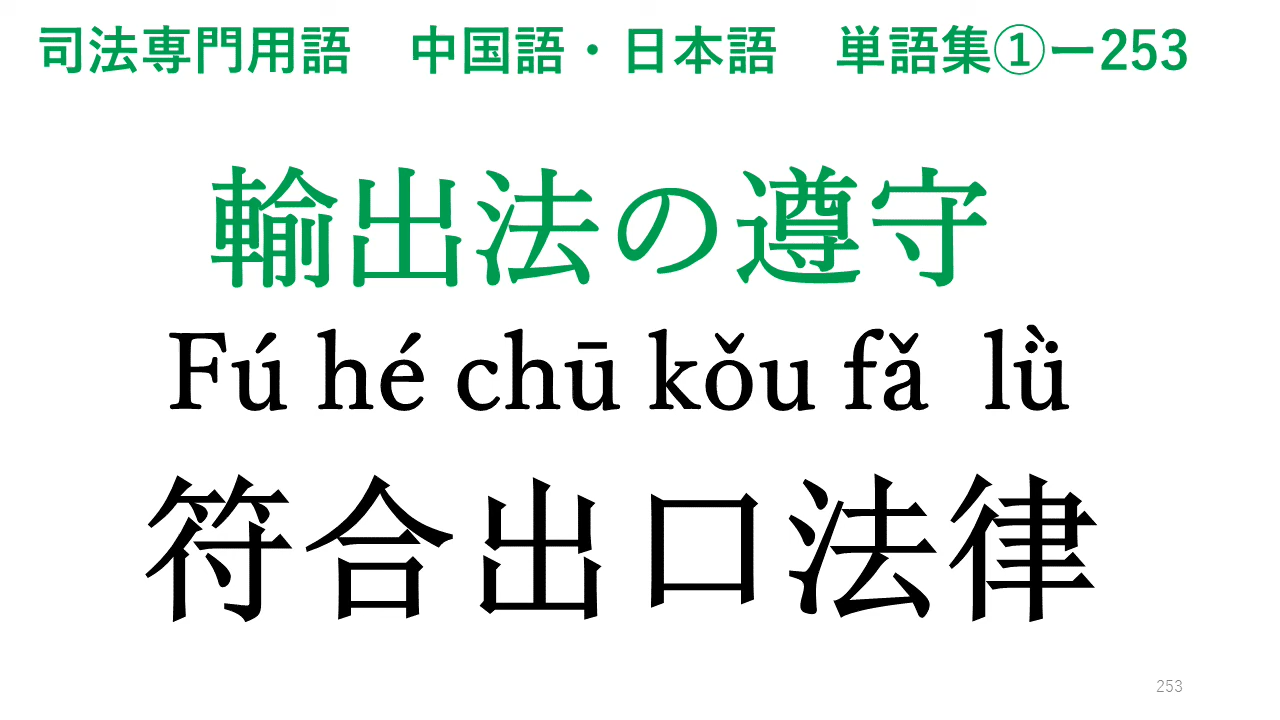 司法専門用語　中国語・日本語　単語集①ー253
輸出法の遵守
Fú hé chū kǒu fǎ lǜ
符合出口法律
253